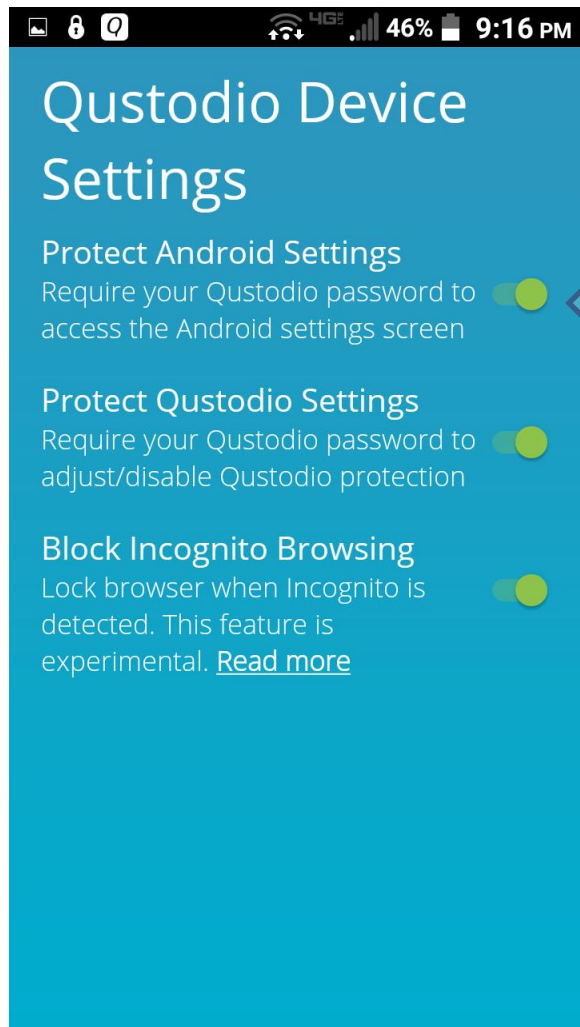 Q 4G 46% 9:16 PM
Qustodio Device
Settings
Protect Android Settings
Require your Qustodio password to
access the Android settings screen
Protect Qustodio Settings
Require your Qustodio password to
adjust/disable Qustodio protection
Block Incognito Browsing
Lock browser when Incognito is
detected. This feature is
experimental. Read more